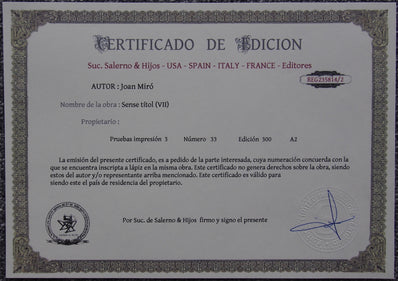 CERTIFICADO DE EDICION
Suc. Salerno & Hijos - USA - SPAIN - ITALY - FRANCE - Editores
REG235814/2
AUTOR : Joan Miró
Nombre de la obra : Sense títol (VII)
Propietario :
Pruebas impresión 3 Número 33 Edición 500 A2
La emisión del presente certificado, es a pedido de la parte interesada, cuya numeración concuerda con la
que se encuentra inscripta a lápiz en la misma obra. Este certificado no genera derechos sobre la obra, siendo
estos del autor y/o representante arriba mencionado. Este certificado es válido para
siendo este el país de residencia del propietario.
Por Suc. de Salerno & Hijos firmo y signo el presente